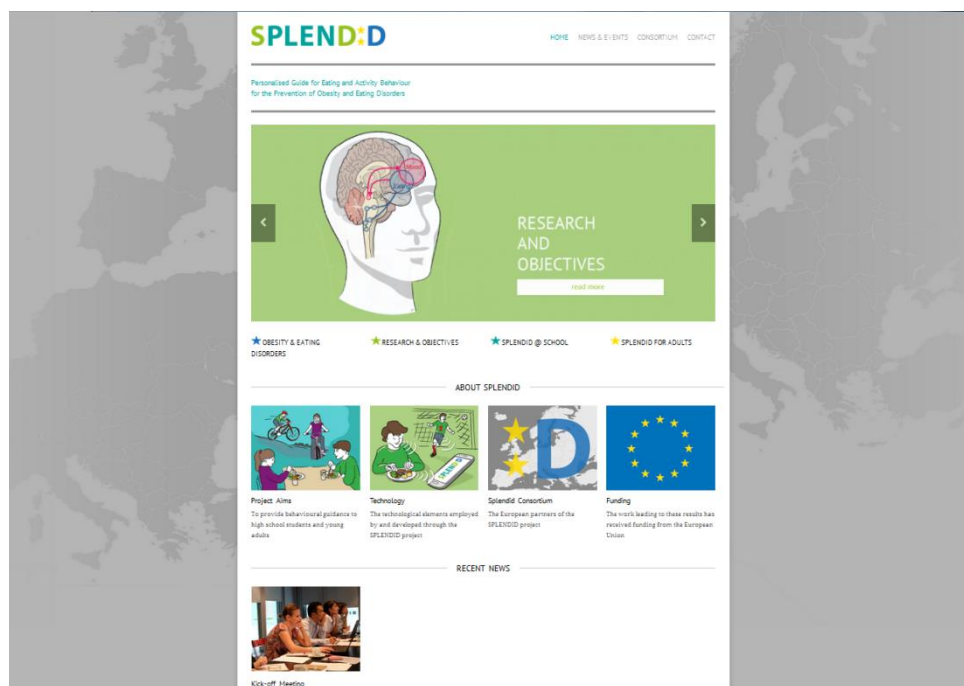 SPLENDID
HOME NEWS & EVENTS CONSORTIUM CONTACT
Personalised Guide for Eating and Activity Behaviour
for the Prevention of Obesity and Eating Disorders
RESEARCH
AND
OBJECTIVES
read more
OBESITY & EATING
DISORDERS
RESEARCH & OBJECTIVES
SPLENDID @ SCHOOL
SPLENDID FOR ADULTS
ABOUT SPLENDID
SPLENDID
D
Project Aims
To provide behavioural guidance to
high school students and young
adults
Technology
The technological elements employed
by and developed through the
SPLENDID project
Splendid Consortium
The European partners of the
SPLENDID project
Funding
The work leading to these results has
received funding from the European
Union
RECENT NEWS
Kick-off Meeting